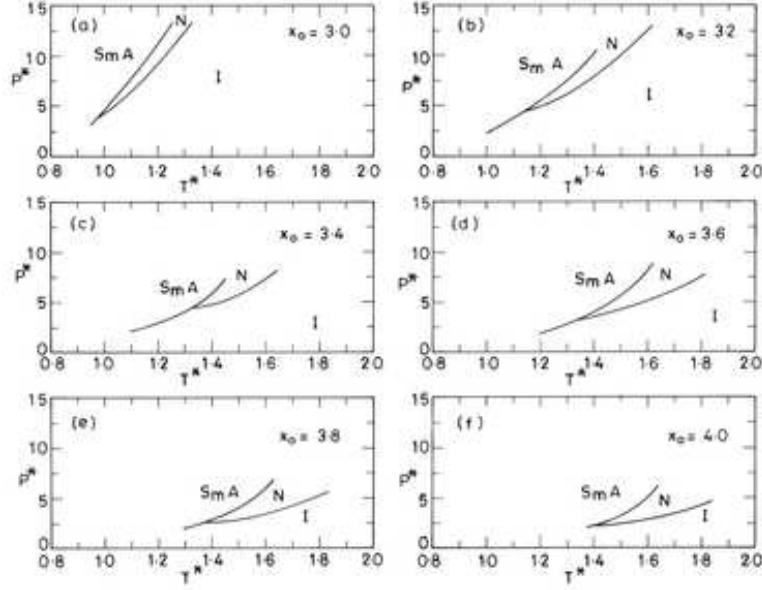 (a) N x₀ = 3·0
SmA
I
P*
15
10
5
0
0·8 1·0 1·2 1·4 1·6 1·8 2·0
T*
(b) N x₀ = 3·2
SmA
I
P*
15
10
5
0
0·8 1·0 1·2 1·4 1·6 1·8 2·0
T*
(c) x₀ = 3·4
SmA N
I
P*
15
10
5
0
0·8 1·0 1·2 1·4 1·6 1·8 2·0
T*
(d) x₀ = 3·6
SmA N
I
P*
15
10
5
0
0·8 1·0 1·2 1·4 1·6 1·8 2·0
T*
(e) x₀ = 3·8
SmA N
I
P*
15
10
5
0
0·8 1·0 1·2 1·4 1·6 1·8 2·0
T*
(f) x₀ = 4·0
SmA N
I
P*
15
10
5
0
0·8 1·0 1·2 1·4 1·6 1·8 2·0
T*